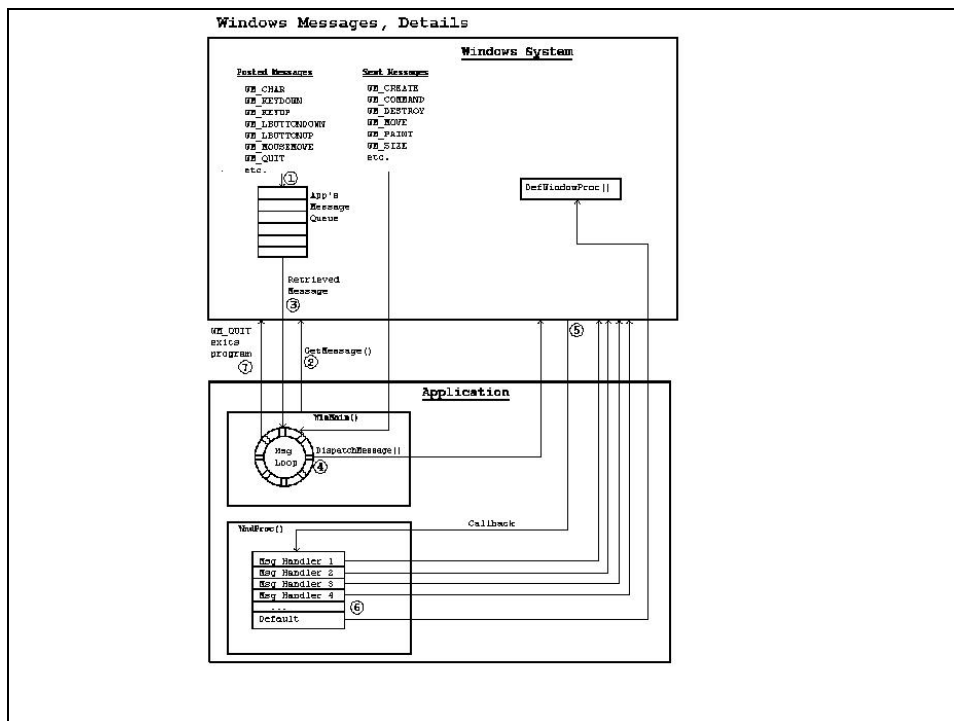 Windows Messages, Details
Windows System
Posted Messages
WM_CHAR
WM_KEYDOWN
WM_KEYUP
WM_LBUTTONDOWN
WM_LBUTTONUP
WM_MOUSEMOVE
WM_QUIT
etc.
Sent Messages
WM_CREATE
WM_COMMAND
WM_DESTROY
WM_MOVE
WM_PAINT
WM_SIZE
etc.
1
App's
Message
Queue
DefWindowProc()
Retrieved
Message
3
WM_QUIT
exits
program
7
GetMessage()
2
5
Application
WinMain()
Msg
Loop
DispatchMessage()
4
Callback
WndProc()
Msg Handler 1
Msg Handler 2
Msg Handler 3
Msg Handler 4
...
6
Default